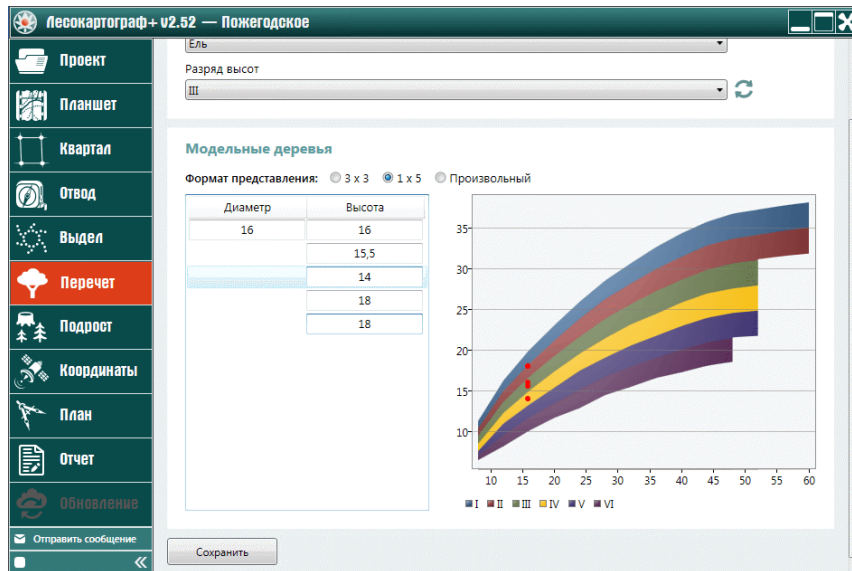 Лесокартограф+ v2.52 — Пожегодское
Проект
Планшет
Квартал
Отвод
Выдел
Перечет
Подрост
Координаты
План
Отчет
Обновление
Отправить сообщение
Ель
Разряд высот
III
Модельные деревья
Формат представления: 3 x 3 1 x 5 Произвольный
Диаметр Высота
16 16
15,5
14
18
18
35
30
25
20
15
10
10 15 20 25 30 35 40 45 50 55 60
I II III IV V VI
Сохранить